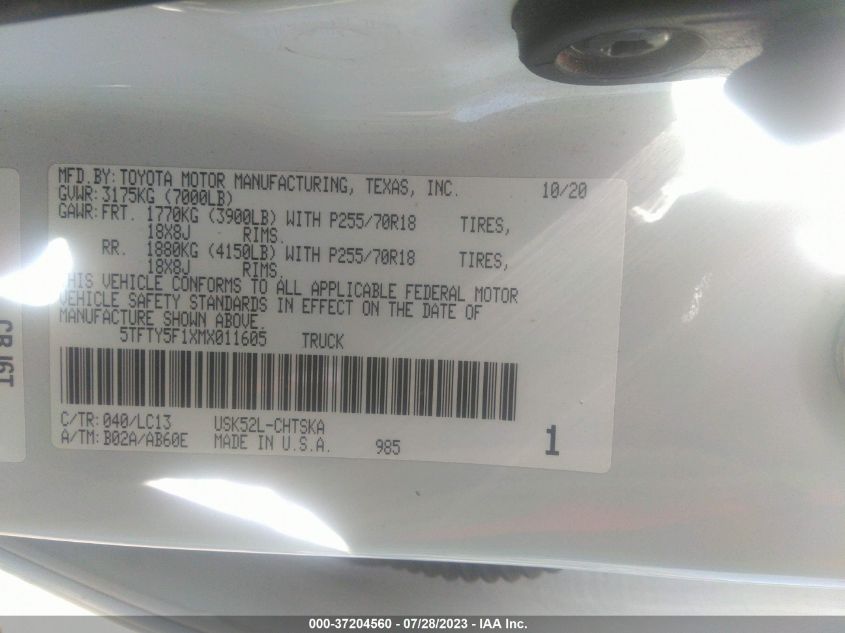 MFD.BY:TOYOTA MOTOR MANUFACTURING, TEXAS, INC. 10/20
GVWR:3175KG (7000LB)
GAWR:FRT. 1770KG (3900LB) WITH P255/70R18 TIRES,
18X8J RIMS.
RR. 1880KG (4150LB) WITH P255/70R18 TIRES,
18X8J RIMS.
THIS VEHICLE CONFORMS TO ALL APPLICABLE FEDERAL MOTOR
VEHICLE SAFETY STANDARDS IN EFFECT ON THE DATE OF
MANUFACTURE SHOWN ABOVE.
5TFTY5F1XMX011605 TRUCK
C/TR:040/LC13 USK52L-CHTSKA
A/TM:B02A/AB60E MADE IN U.S.A. 985 1
000-37204560 - 07/28/2023 - IAA Inc.